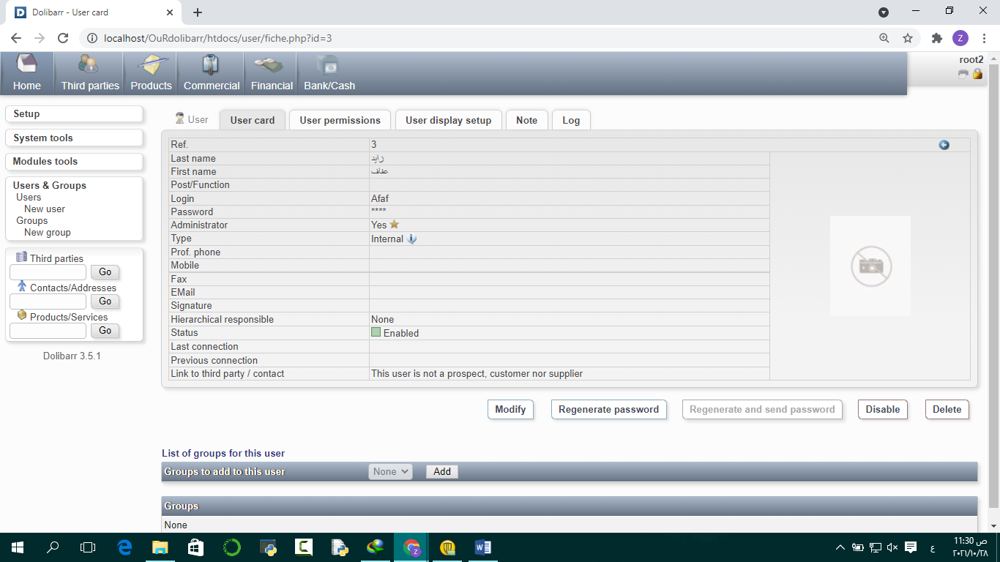 Dolibarr - User card
localhost/OuRdolibarr/htdocs/user/fiche.php?id=3
Z
Home
Third parties
Products
Commercial
Financial
Bank/Cash
root2
Setup
System tools
Modules tools
Users & Groups
Users
New user
Groups
New group
Third parties
Go
Contacts/Addresses
Go
Products/Services
Go
Dolibarr 3.5.1
User
User card
User permissions
User display setup
Note
Log
Ref. 3
Last name زايد
First name عفاف
Post/Function
Login Afaf
Password ****
Administrator Yes
Type Internal
Prof. phone
Mobile
Fax
EMail
Signature
Hierarchical responsible None
Status Enabled
Last connection
Previous connection
Link to third party / contact This user is not a prospect, customer nor supplier
Modify
Regenerate password
Regenerate and send password
Disable
Delete
List of groups for this user
Groups to add to this user None Add
Groups
None
ع
11:30 ص
٢٠٢١/١٠/٢٨